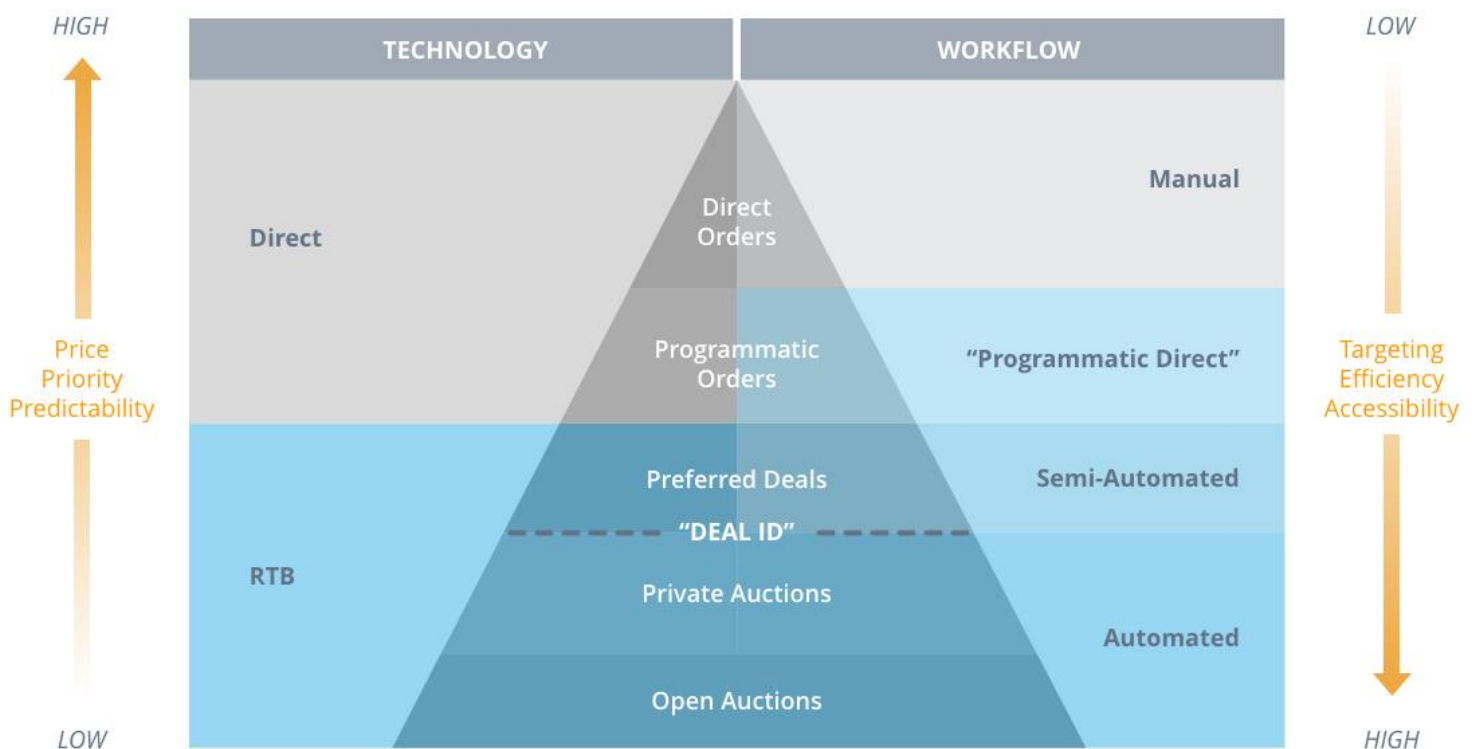 HIGH
LOW
TECHNOLOGY
WORKFLOW
Manual
Direct
Orders
Direct
Price
Priority
Predictability
Programmatic
Orders
“Programmatic Direct”
Targeting
Efficiency
Accessibility
Preferred Deals
Semi-Automated
“DEAL ID”
RTB
Private Auctions
Automated
Open Auctions
LOW
HIGH